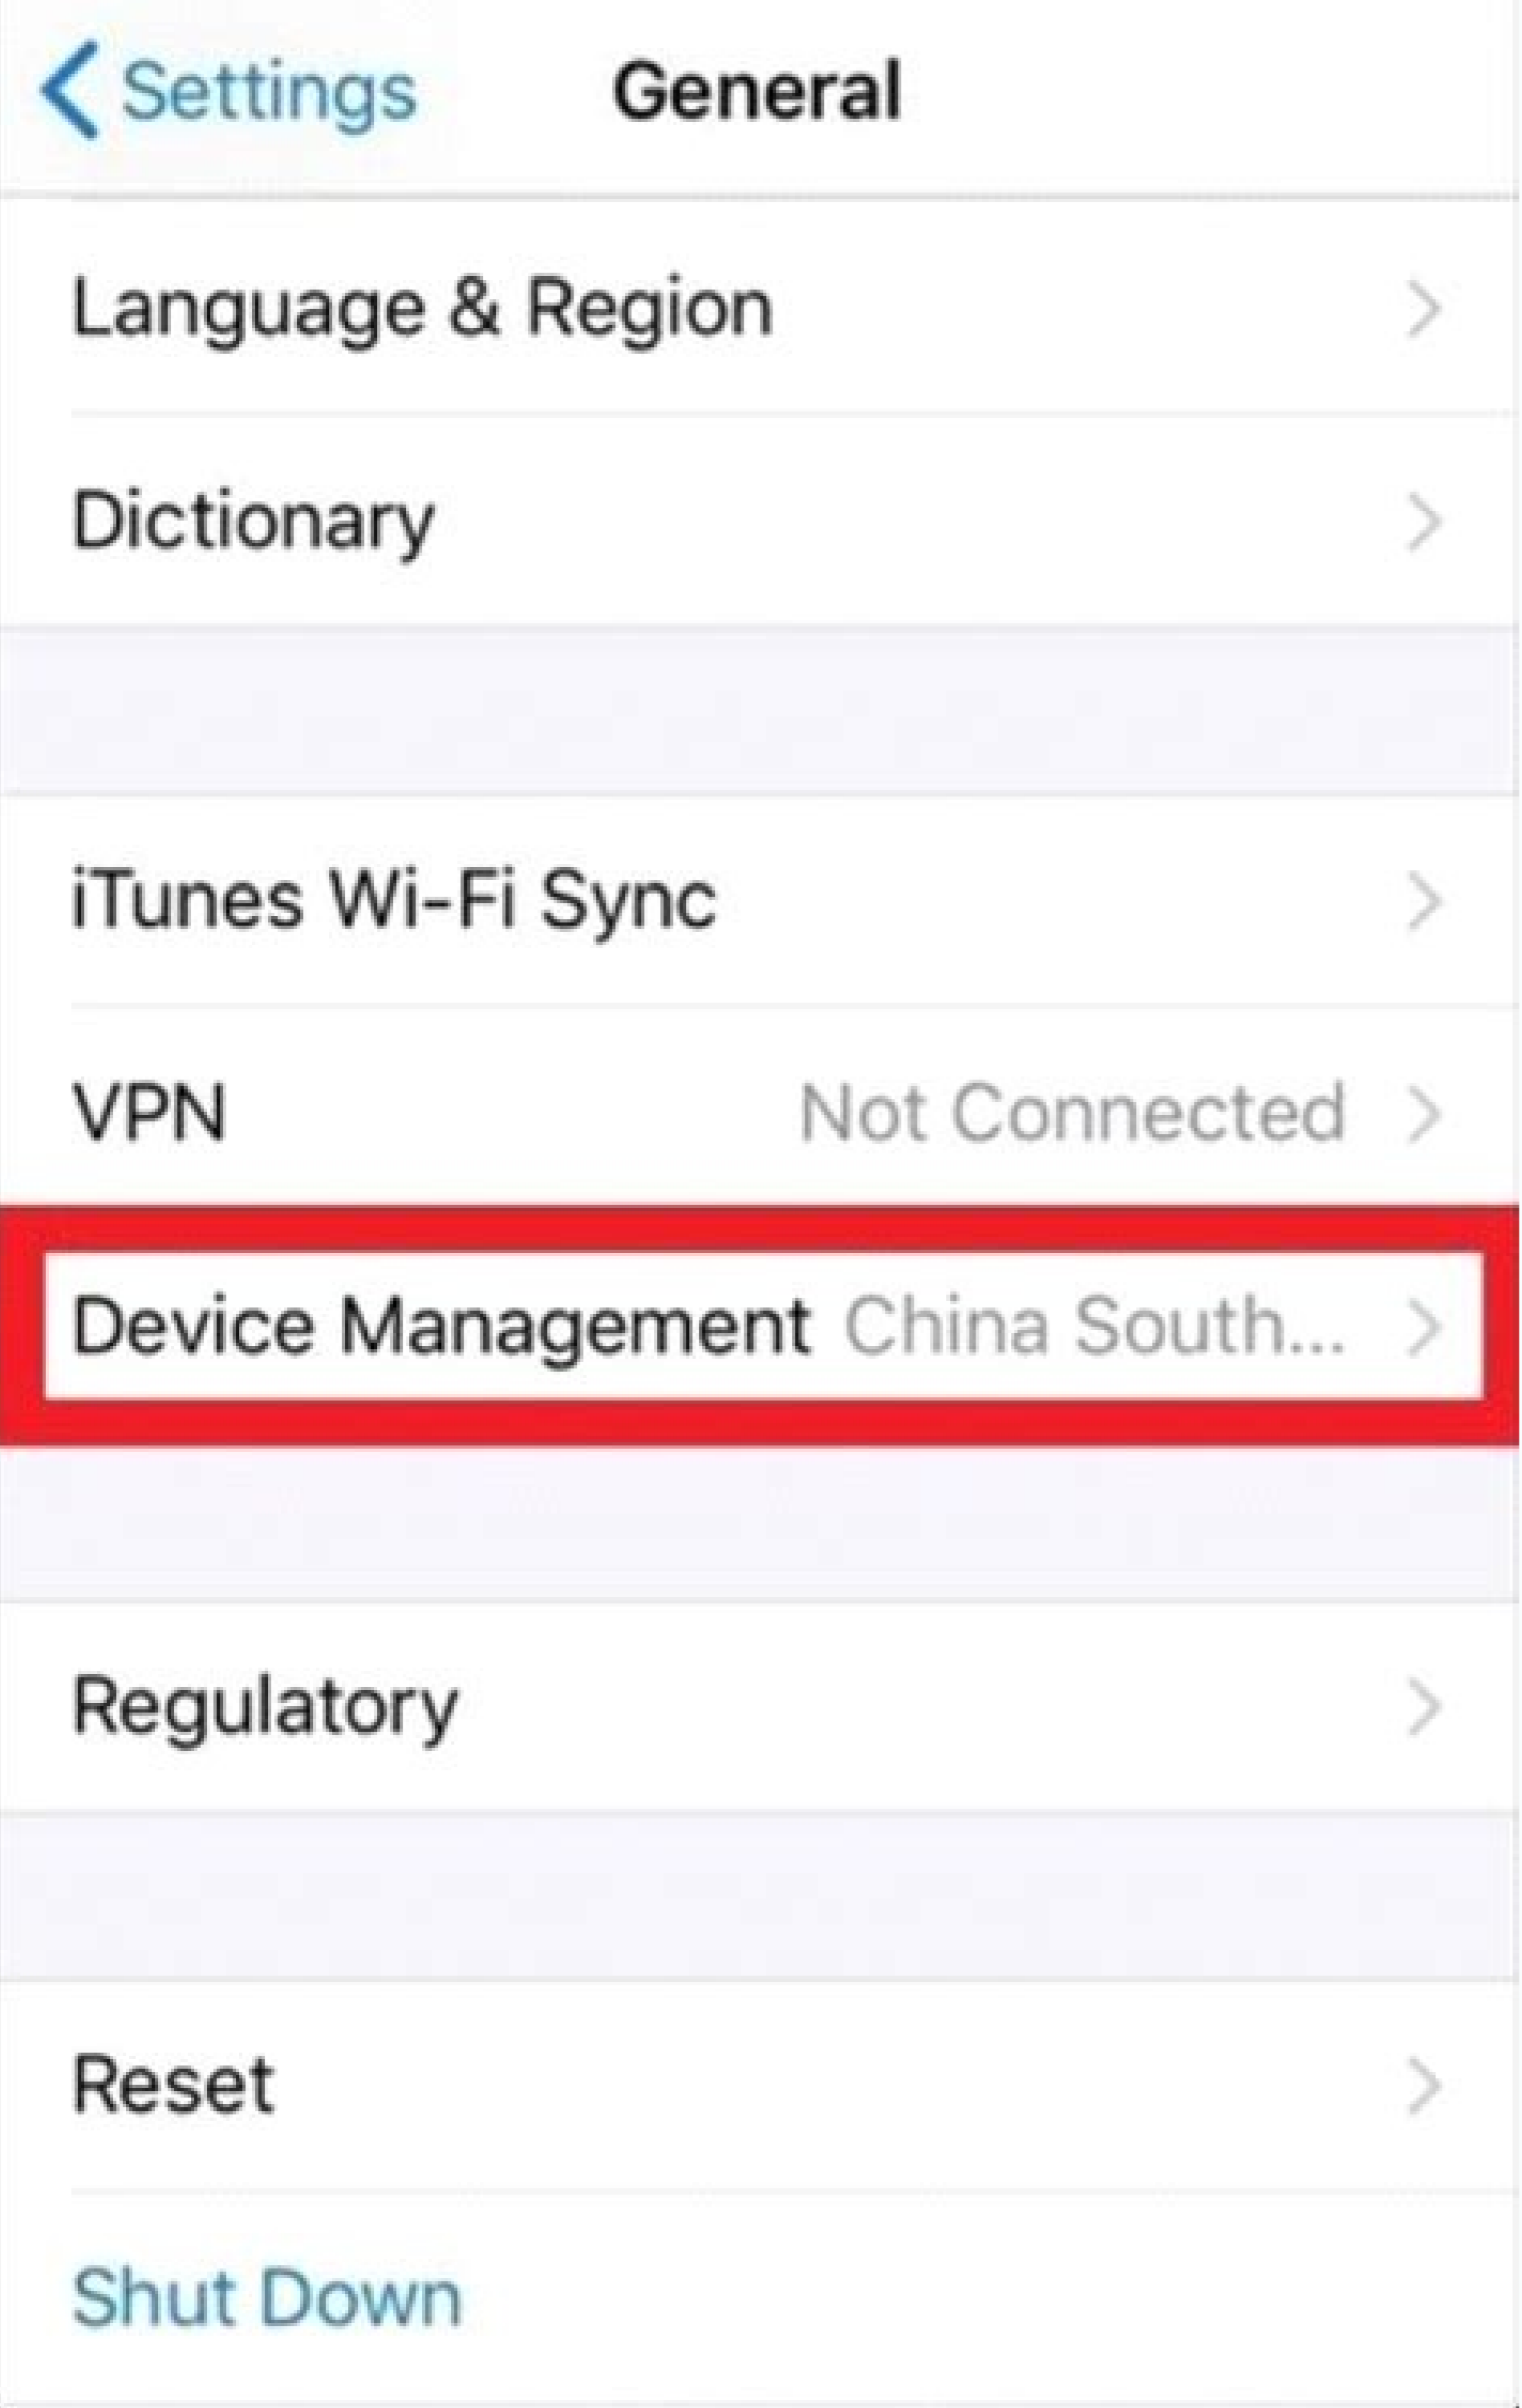 Settings
General
Language & Region
Dictionary
iTunes Wi-Fi Sync
VPN Not Connected
Device Management China South...
Regulatory
Reset
Shut Down